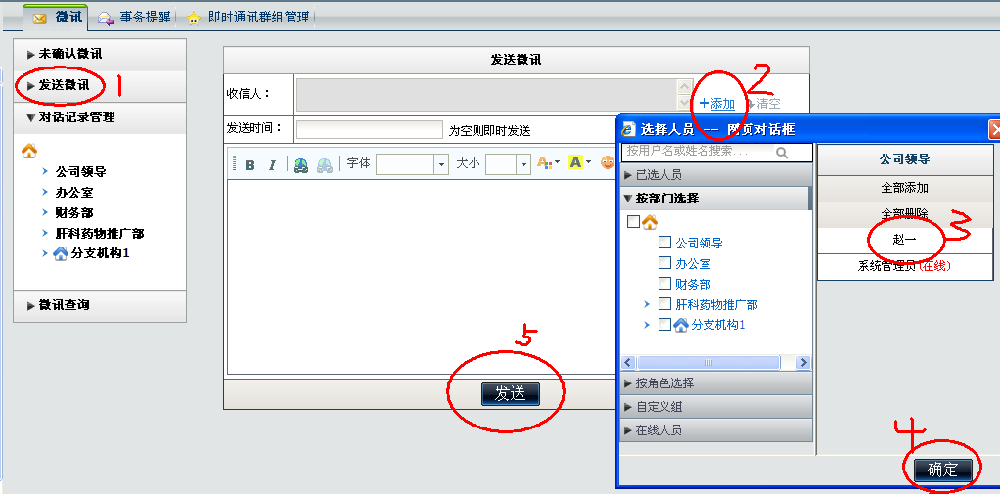 微讯 事务提醒 即时通讯群组管理
未确认微讯
发送微讯 1
对话记录管理
公司领导
办公室
财务部
肝科药物推广部
分支机构1
微讯查询
发送微讯
收信人：
+添加 清空
2
发送时间： 为空则即时发送
B I 字体 大小 A A
5
发送
选择人员 -- 网页对话框
按用户名或姓名搜索...
已选人员
按部门选择
公司领导
办公室
财务部
肝科药物推广部
分支机构1
按角色选择
自定义组
在线人员
公司领导
全部添加
全部删除
3
赵一
系统管理员(在线)
4
确定